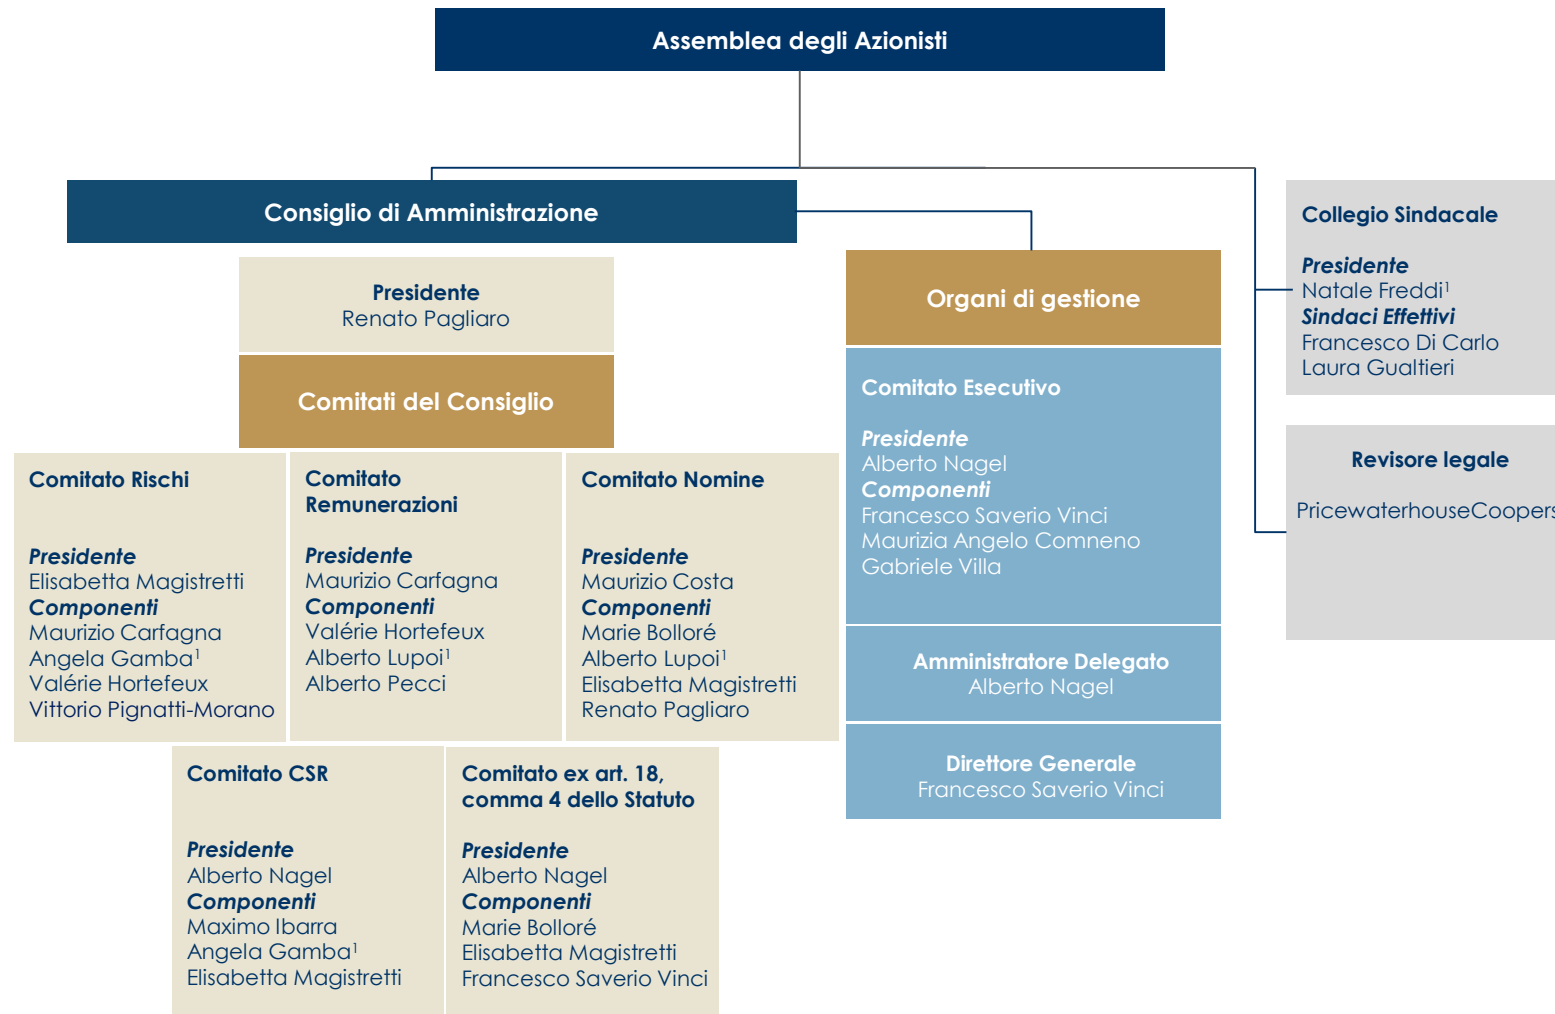 Assemblea degli Azionisti
Consiglio di Amministrazione
Presidente
Renato Pagliaro
Comitati del Consiglio
Comitato Rischi
Presidente
Elisabetta Magistretti
Componenti
Maurizio Carfagna
Angela Gamba¹
Valérie Hortefeux
Vittorio Pignatti-Morano
Comitato
Remunerazioni
Presidente
Maurizio Carfagna
Componenti
Valérie Hortefeux
Alberto Lupoi¹
Alberto Pecci
Comitato Nomine
Presidente
Maurizio Costa
Componenti
Marie Bolloré
Alberto Lupoi¹
Elisabetta Magistretti
Renato Pagliaro
Comitato CSR
Presidente
Alberto Nagel
Componenti
Maximo Ibarra
Angela Gamba¹
Elisabetta Magistretti
Comitato ex art. 18,
comma 4 dello Statuto
Presidente
Alberto Nagel
Componenti
Marie Bolloré
Elisabetta Magistretti
Francesco Saverio Vinci
Organi di gestione
Comitato Esecutivo
Presidente
Alberto Nagel
Componenti
Francesco Saverio Vinci
Maurizia Angelo Comneno
Gabriele Villa
Amministratore Delegato
Alberto Nagel
Direttore Generale
Francesco Saverio Vinci
Collegio Sindacale
Presidente
Natale Freddi¹
Sindaci Effettivi
Francesco Di Carlo
Laura Gualtieri
Revisore legale
PricewaterhouseCoopers